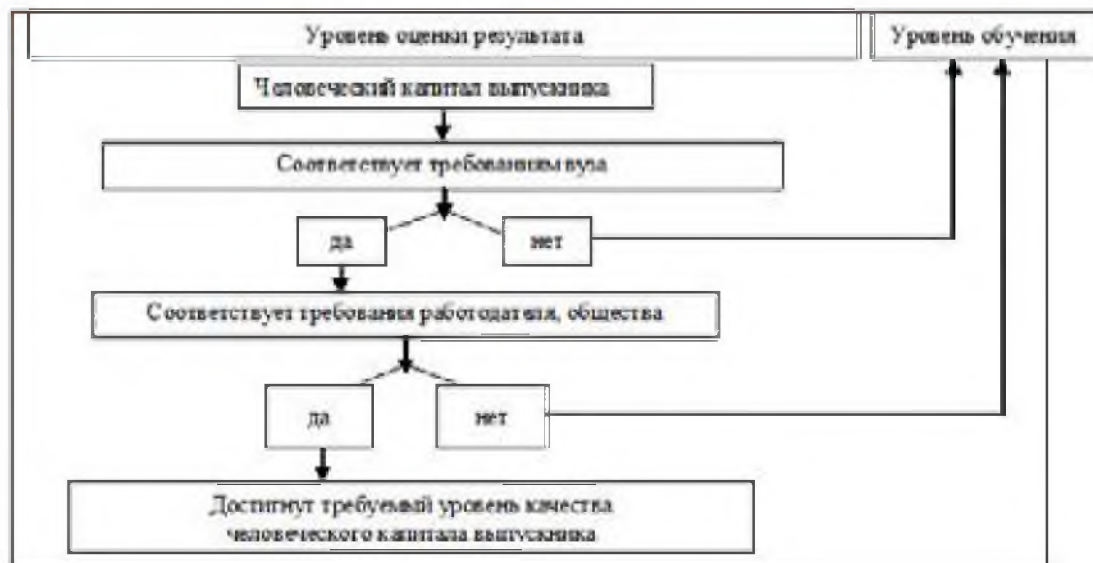 Уровень оценки результата
Уровень обучения
Человеческий капитал выпускника
Соответствует требованиям вуза
да
нет
Соответствует требования работодателя, общества
да
нет
Достигнут требуемый уровень качества
человеческого капитала выпускника